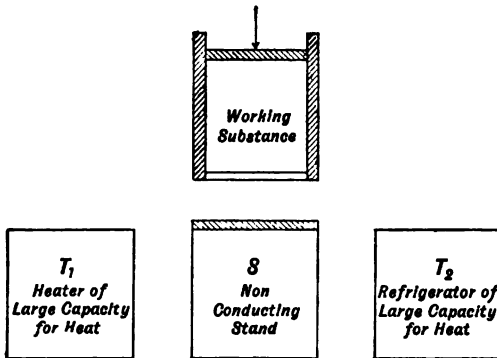 Working
Substance
T₁
Heater of
Large Capacity
for Heat
S
Non
Conducting
Stand
T₂
Refrigerator of
Large Capacity
for Heat